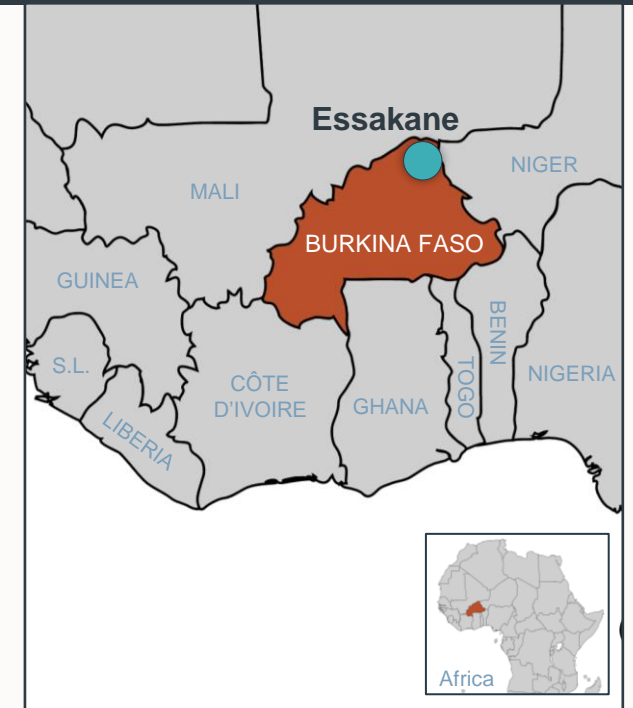 Essakane
NIGER
MALI
BURKINA FASO
GUINEA
BENIN
S.L.
CÔTE
D'IVOIRE
GHANA
TOGO
NIGERIA
LIBERIA
Africa